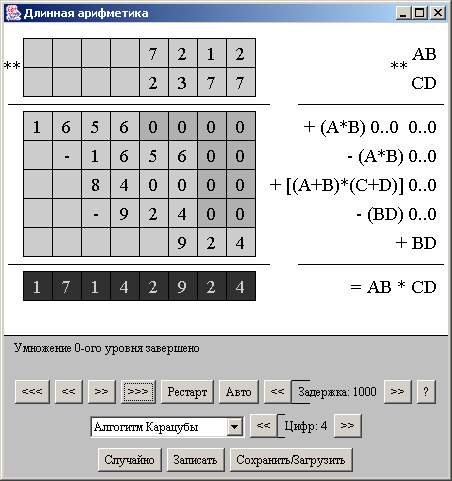 Длинная арифметика
** 7 2 1 2 ** AB
2 3 7 7 CD
1 6 5 6 0 0 0 0 + (A*B) 0..0 0..0
- 1 6 5 6 0 0 - (A*B) 0..0
8 4 0 0 0 0 + [(A+B)*(C+D)] 0..0
- 9 2 4 0 0 - (BD) 0..0
9 2 4 + BD
1 7 1 4 2 9 2 4 = AB * CD
Умножение 0-ого уровня завершено
<<< << >> >>> Рестарт Авто << Задержка: 1000 >> ?
Алгоритм Карацубы << Цифр: 4 >>
Случайно Записать Сохранить/Загрузить